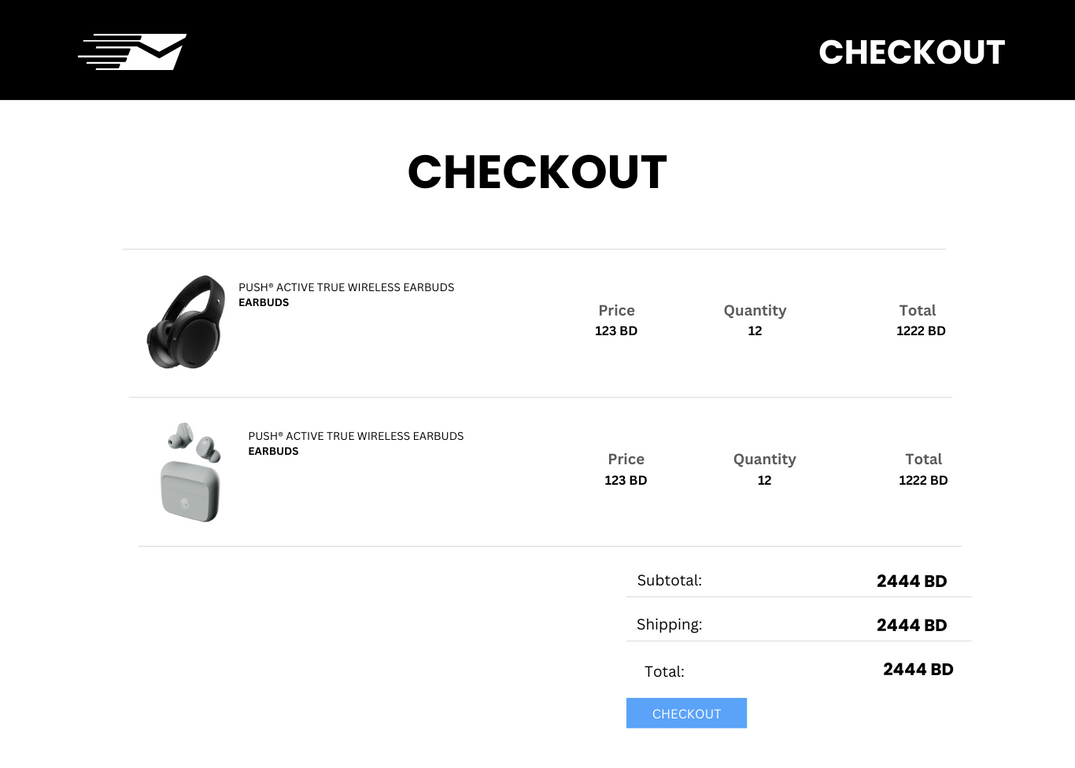 CHECKOUT
CHECKOUT
PUSH® ACTIVE TRUE WIRELESS EARBUDS
EARBUDS
Price Quantity Total
123 BD 12 1222 BD
PUSH® ACTIVE TRUE WIRELESS EARBUDS
EARBUDS
Price Quantity Total
123 BD 12 1222 BD
Subtotal: 2444 BD
Shipping: 2444 BD
Total: 2444 BD
CHECKOUT